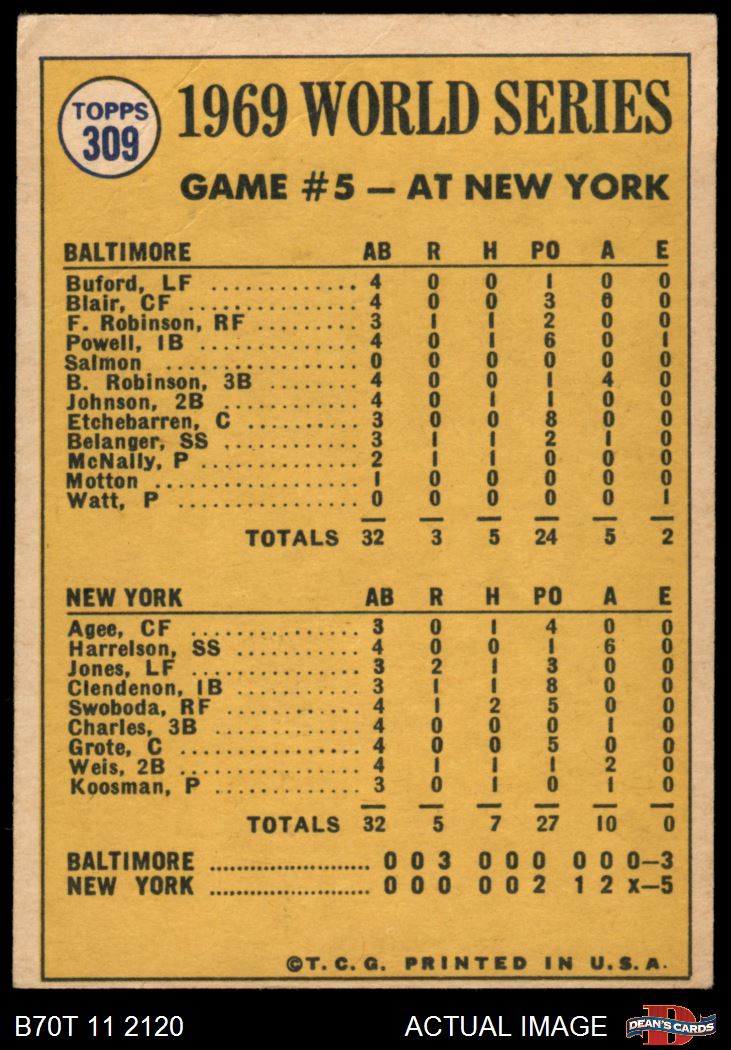 TOPPS
309
1969 WORLD SERIES
GAME #5 – AT NEW YORK
BALTIMORE AB R H PO A E
Buford, LF .............. 4 0 0 1 0 0
Blair, CF ................ 4 0 0 3 0 0
F. Robinson, RF ......... 3 1 1 2 0 0
Powell, 1B ............... 4 0 1 6 0 1
Salmon ................. 0 0 0 0 0 0
B. Robinson, 3B ......... 4 0 0 1 4 0
Johnson, 2B ............ 4 0 1 1 0 0
Etchebarren, C .......... 3 0 0 8 0 0
Belanger, SS ............ 3 1 1 2 1 0
McNally, P .............. 2 1 1 0 0 0
Motton .................. 1 0 0 0 0 0
Watt, P ................. 0 0 0 0 0 1
TOTALS 32 3 5 24 5 2
NEW YORK AB R H PO A E
Agee, CF ................ 3 0 1 4 0 0
Harrelson, SS ........... 4 0 0 1 6 0
Jones, LF ................ 3 2 1 3 0 0
Clendenon, 1B ........... 3 1 1 8 0 0
Swoboda, RF ............ 4 1 2 5 0 0
Charles, 3B .............. 4 0 0 0 1 0
Grote, C ................. 4 0 0 5 0 0
Weis, 2B ................ 4 1 1 1 2 0
Koosman, P ............. 3 0 1 0 1 0
TOTALS 32 5 7 27 10 0
BALTIMORE .................... 0 0 3 0 0 0 0 0 0–3
NEW YORK .................... 0 0 0 0 0 2 1 2 x–5
©T. C. G. PRINTED IN U.S.A.
B70T 11 2120 ACTUAL IMAGE
D
DEAN'S CARDS